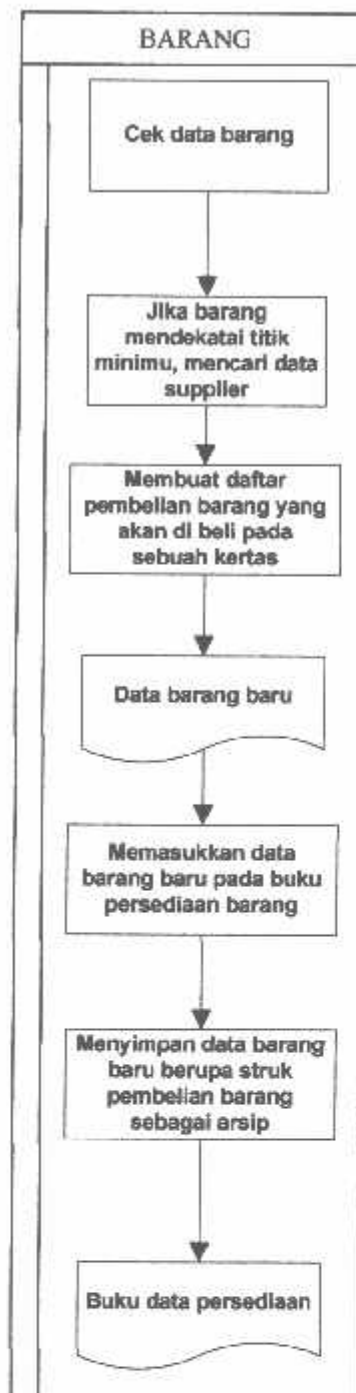 BARANG
Cek data barang
Jika barang
mendekatai titik
minimu, mencari data
supplier
Membuat daftar
pembelian barang yang
akan di beli pada
sebuah kertas
Data barang baru
Memasukkan data
barang baru pada buku
persediaan barang
Menyimpan data barang
baru berupa struk
pembelian barang
sebagai arsip
Buku data persediaan